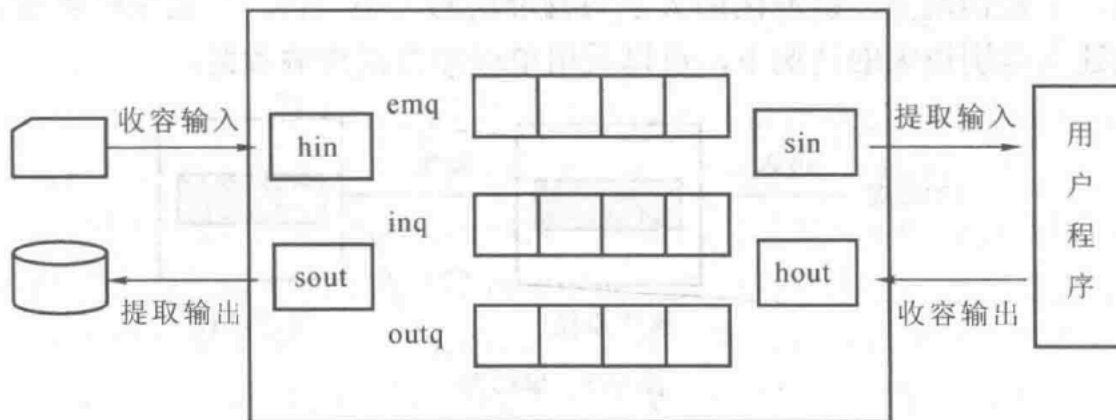 emq
收容输入
hin
sin
提取输入
用户程序
inq
sout
hout
提取输出
收容输出
outq